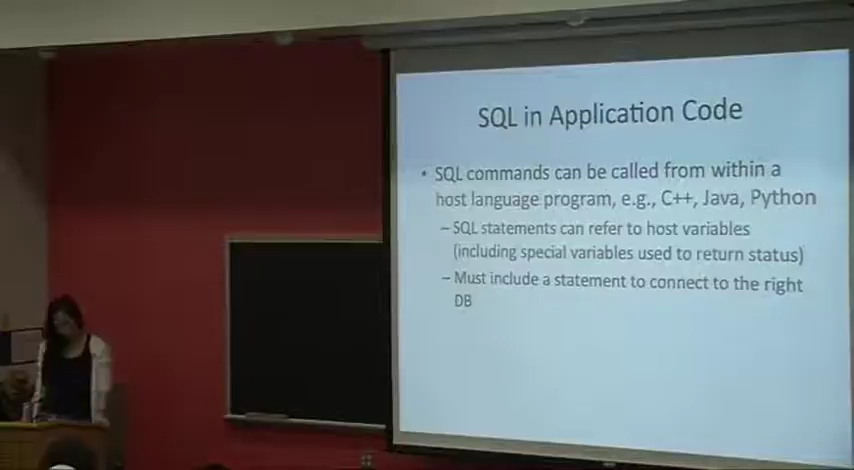 SQL in Application Code
• SQL commands can be called from within a
host language program, e.g., C++, Java, Python
– SQL statements can refer to host variables
(including special variables used to return status)
– Must include a statement to connect to the right
DB